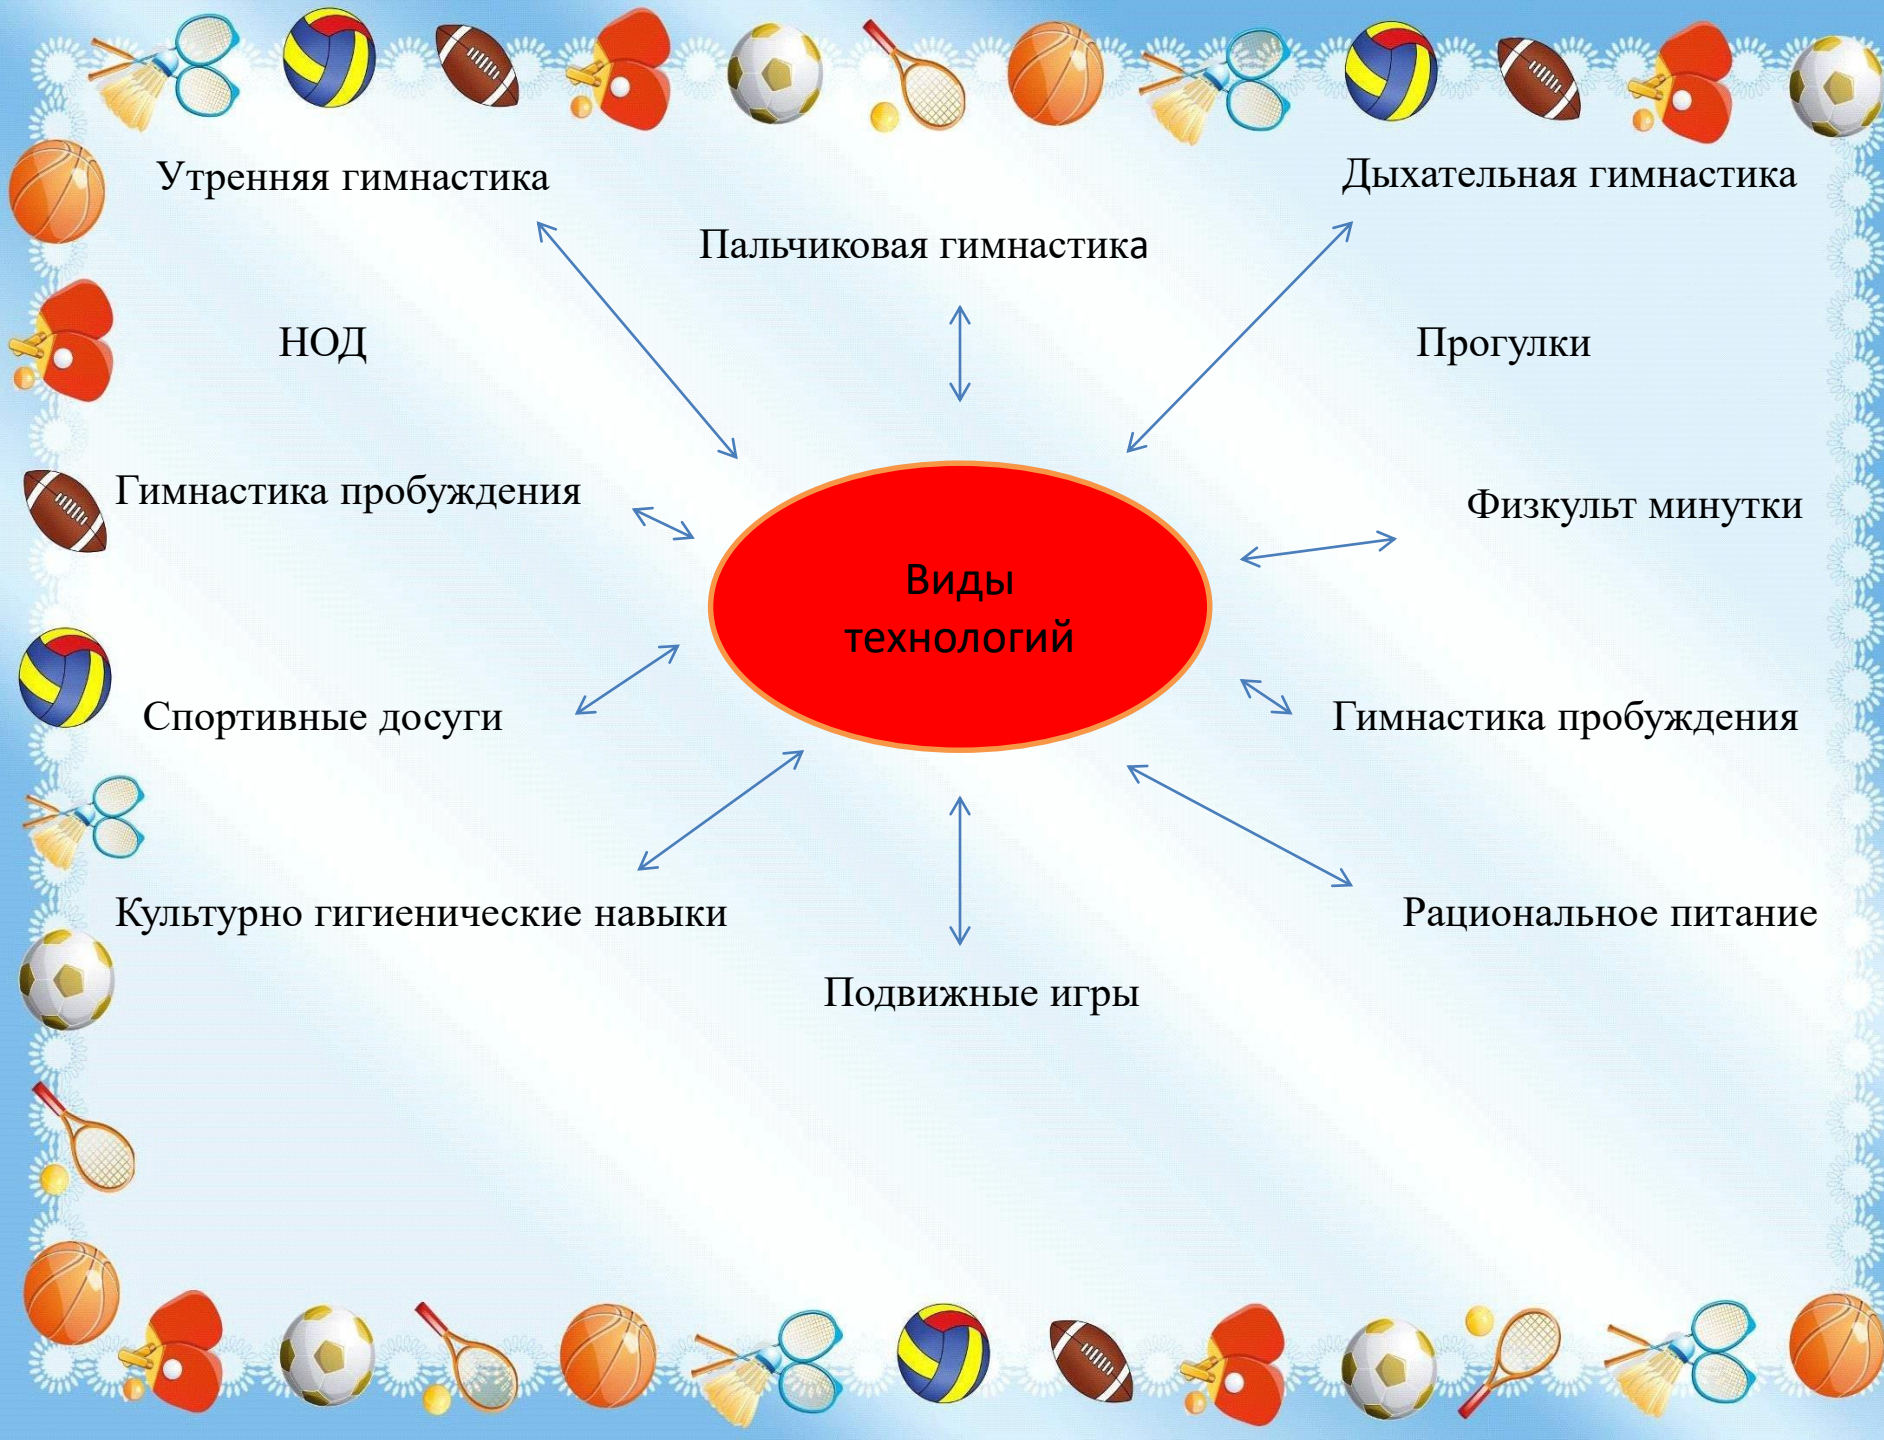 Утренняя гимнастика
Дыхательная гимнастика
Пальчиковая гимнастика
НОД
Прогулки
Гимнастика пробуждения
Физкульт минутки
Виды
технологий
Спортивные досуги
Гимнастика пробуждения
Культурно гигиенические навыки
Рациональное питание
Подвижные игры